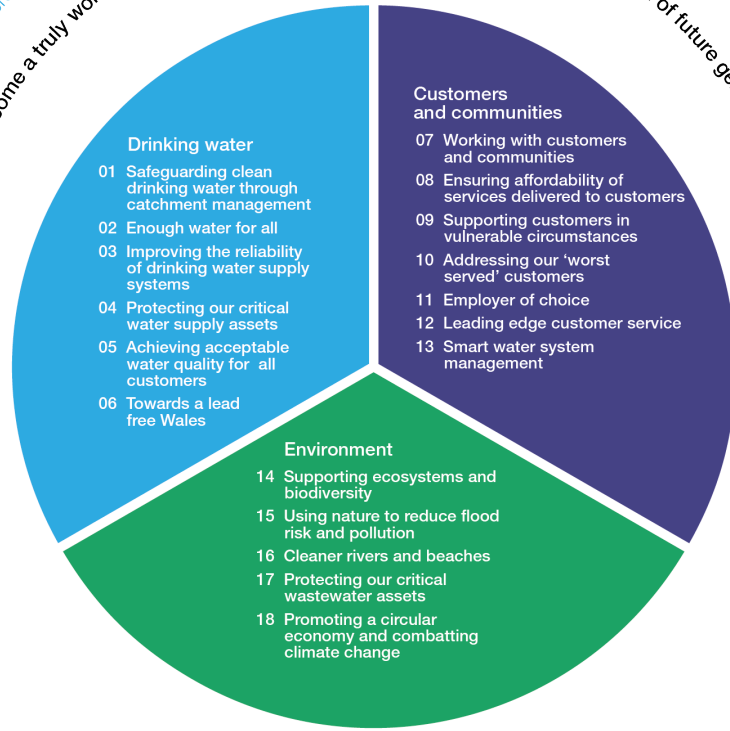 ome a truly wo
of future ge
Drinking water
01 Safeguarding clean
drinking water through
catchment management
02 Enough water for all
03 Improving the reliability
of drinking water supply
systems
04 Protecting our critical
water supply assets
05 Achieving acceptable
water quality for all
customers
06 Towards a lead
free Wales
Customers
and communities
07 Working with customers
and communities
08 Ensuring affordability of
services delivered to customers
09 Supporting customers in
vulnerable circumstances
10 Addressing our ‘worst
served’ customers
11 Employer of choice
12 Leading edge customer service
13 Smart water system
management
Environment
14 Supporting ecosystems and
biodiversity
15 Using nature to reduce flood
risk and pollution
16 Cleaner rivers and beaches
17 Protecting our critical
wastewater assets
18 Promoting a circular
economy and combatting
climate change